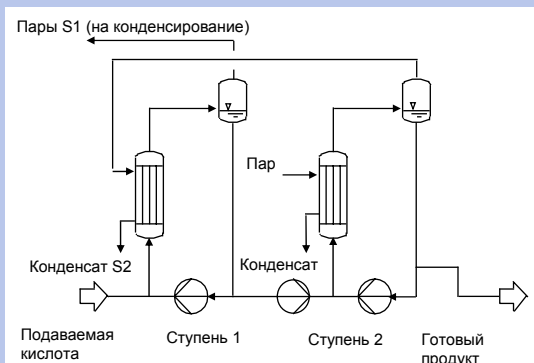 Пары S1 (на конденсирование)
Пар
Конденсат S2
Конденсат
Подаваемая
кислота
Ступень 1
Ступень 2
Готовый
продукт